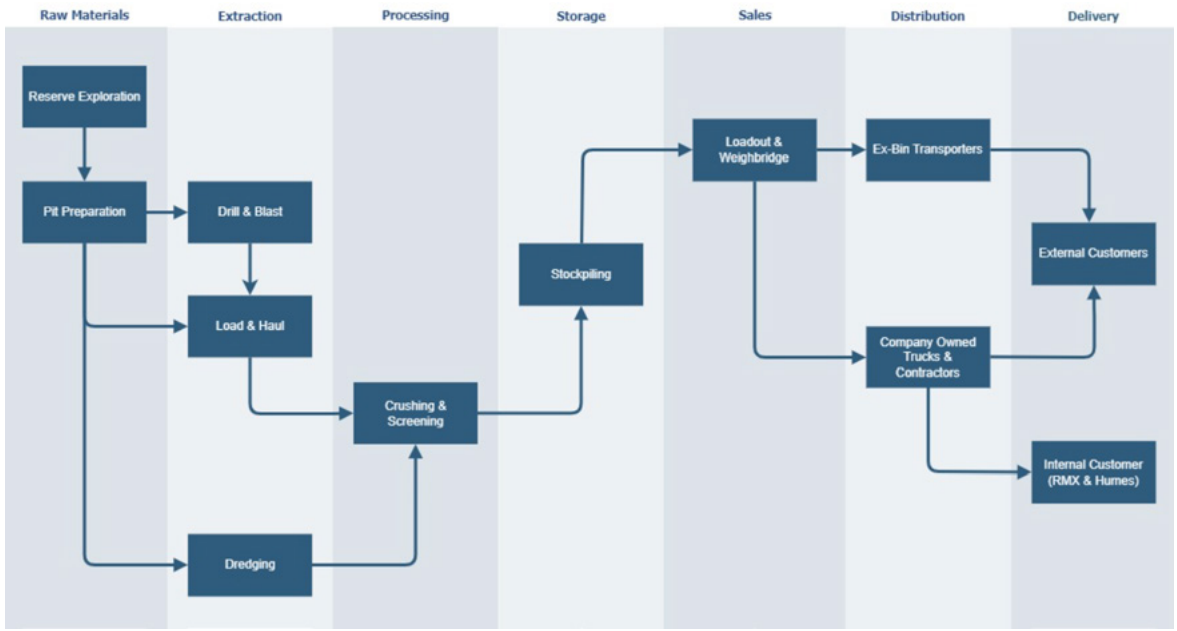 Raw Materials
Extraction
Processing
Storage
Sales
Distribution
Delivery
Reserve Exploration
Pit Preparation
Drill & Blast
Load & Haul
Dredging
Crushing &
Screening
Stockpiling
Loadout &
Weighbridge
Ex-Bin Transporters
Company Owned
Trucks &
Contractors
External Customers
Internal Customer
(RMX & Humes)